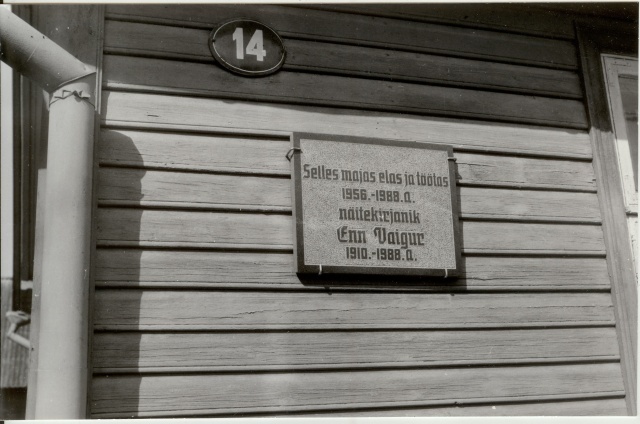 14
Selles majas elas ja töötas
1956.-1988.a.
näitekirjanik
Enn Vaigur
1910.-1988.a.